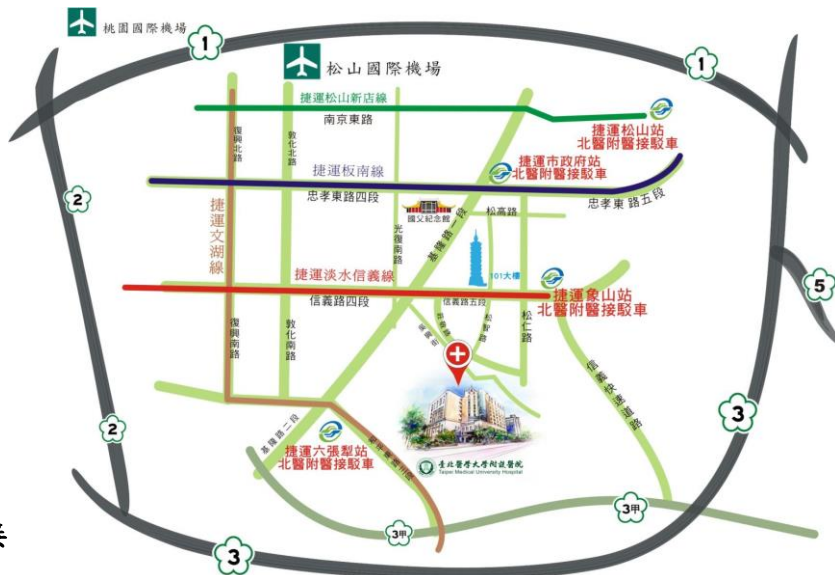 桃園國際機場
1
1
松山國際機場
捷運松山新店線
南京東路
復興北路
敦化北路
捷運松山站
北醫附醫接駁車
捷運市政府站
北醫附醫接駁車
捷運板南線
忠孝東路四段
忠孝東路五段
2
國父紀念館
松高路
捷運文湖線
光復南路
基隆路一段
101大樓
5
捷運淡水信義線
信義路四段
信義路五段
捷運象山站
北醫附醫接駁車
復興南路
敦化南路
吳興街
松智路
松仁路
信義快速道路
2
3
基隆路二段
捷運六張犁站
北醫附醫接駁車
臺北醫學大學附設醫院
Taipei Medical University Hospital
3甲
3甲
3